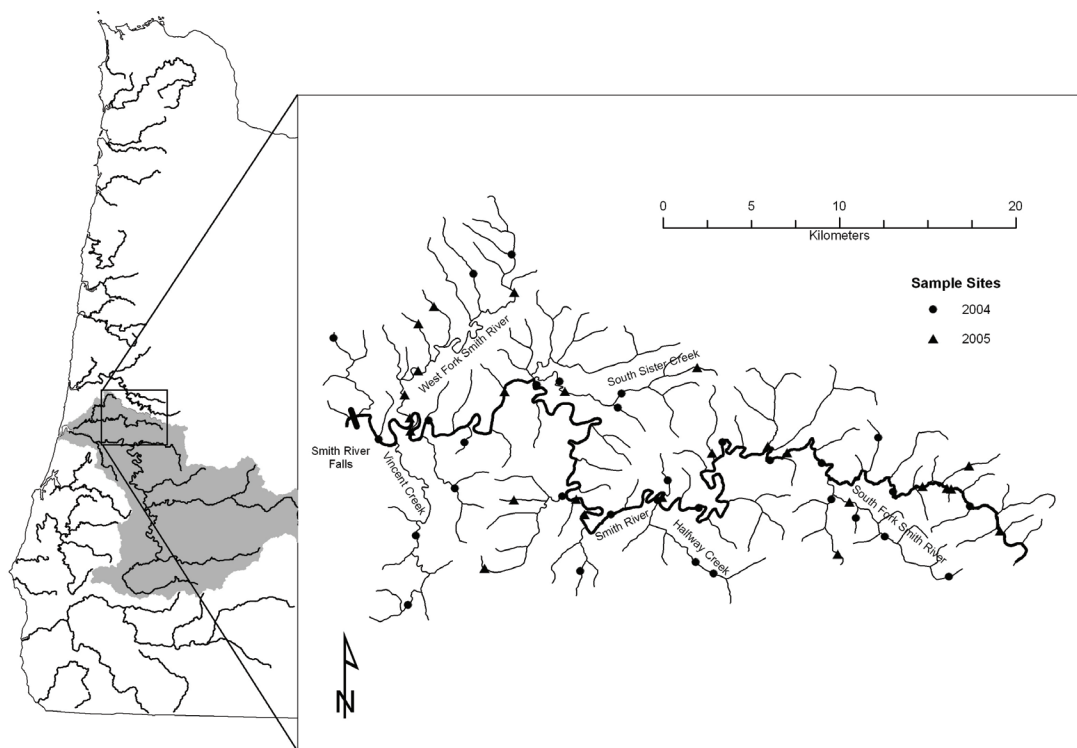 0 5 10 20
Kilometers
Sample Sites
2004
2005
West Fork Smith River
South Sister Creek
Smith River
Falls
Vincent Creek
Smith River
Halfway Creek
South Fork Smith River
N